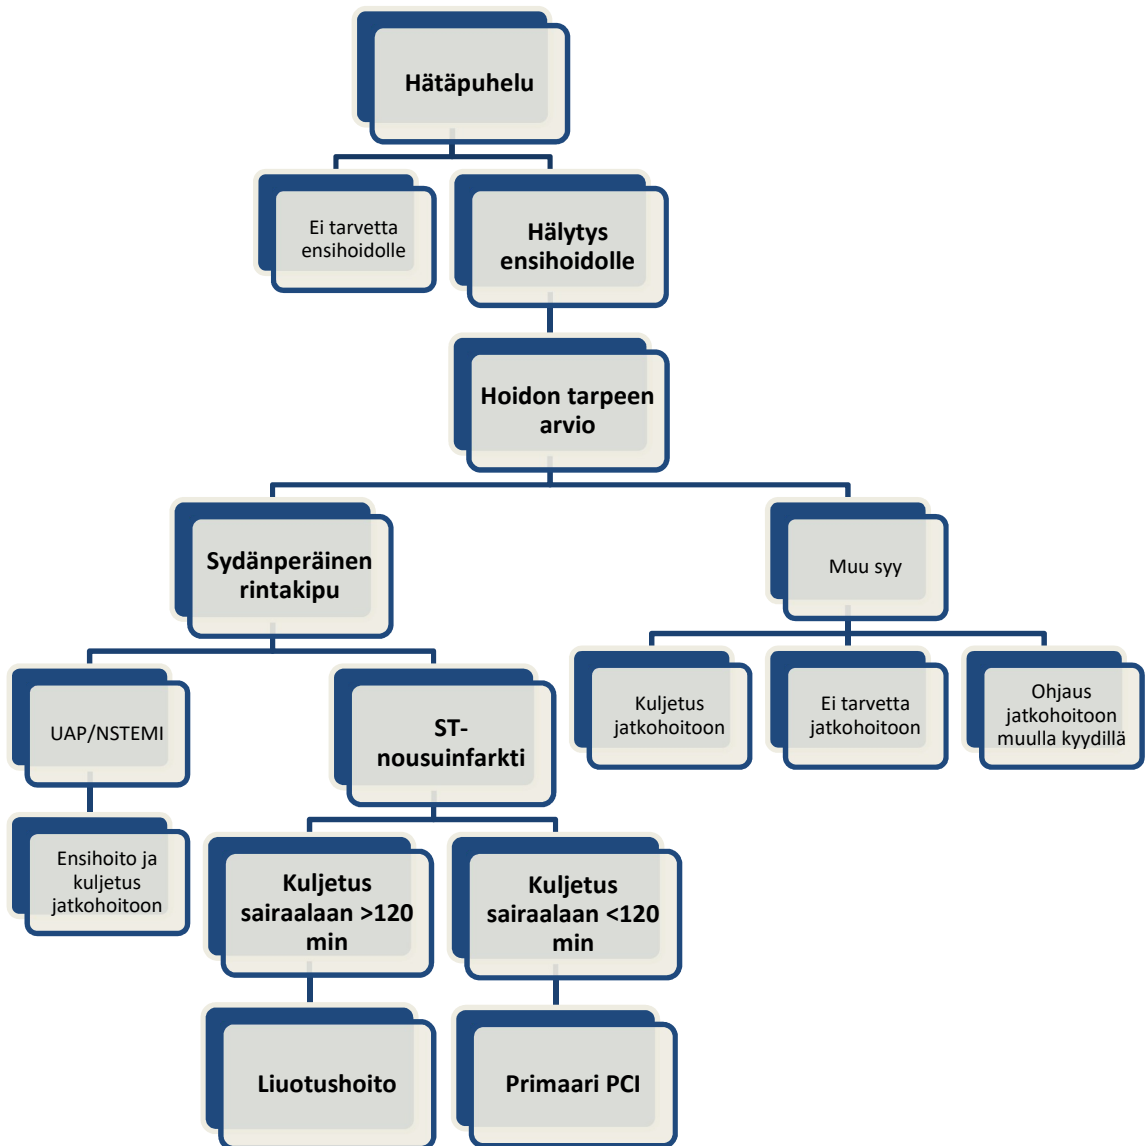 Hätäpuhelu
Ei tarvetta
ensihoidolle
Hälytys
ensihoidolle
Hoidon tarpeen
arvio
Sydänperäinen
rintakipu
Muu syy
UAP/NSTEMI
ST-
nousuinfarkti
Kuljetus
jatkohoitoon
Ei tarvetta
jatkohoitoon
Ohjaus
jatkohoitoon
muulla kyydillä
Ensihoito ja
kuljetus
jatkohoitoon
Kuljetus
sairaalaan >120
min
Kuljetus
sairaalaan <120
min
Liuotushoito
Primaari PCI